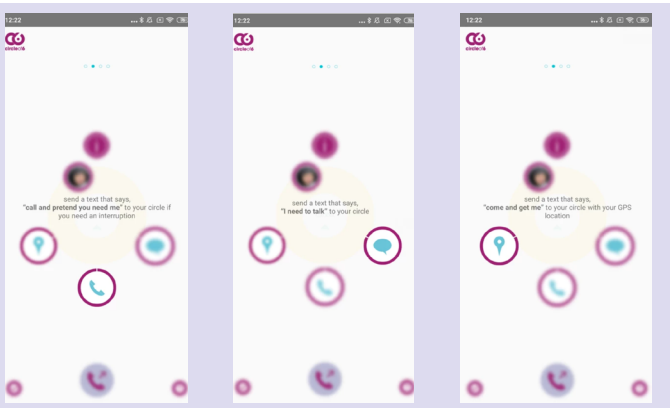 12:22
circleof6
send a text that says,
"call and pretend you need me" to your circle if
you need an interruption
12:22
circleof6
send a text that says,
"I need to talk" to your circle
12:22
circleof6
send a text that says,
"come and get me" to your circle with your GPS
location